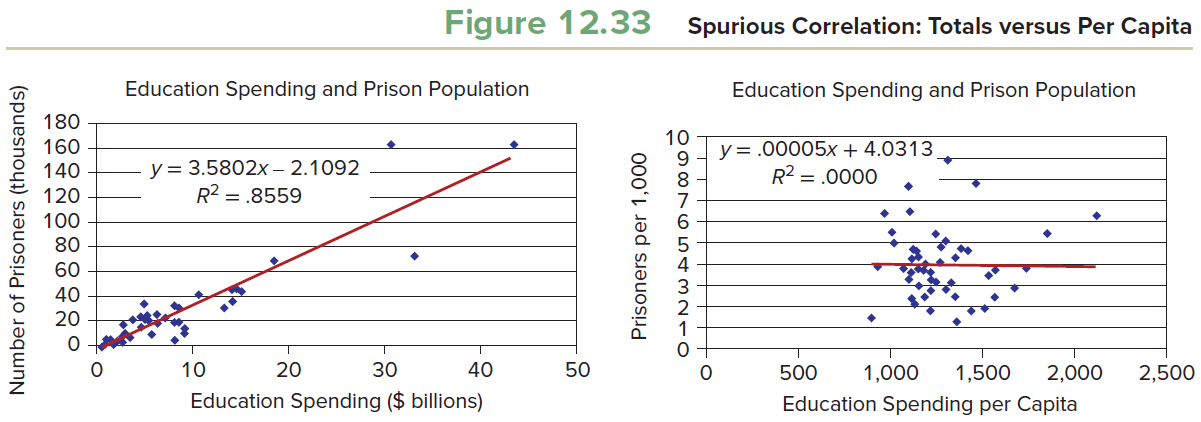 Figure 12.33 Spurious Correlation: Totals versus Per Capita
Education Spending and Prison Population
Number of Prisoners (thousands)
180
160
140
120
100
80
60
40
20
0
y = 3.5802x – 2.1092
R² = .8559
0 10 20 30 40 50
Education Spending ($ billions)
Education Spending and Prison Population
Prisoners per 1,000
10
9
8
7
6
5
4
3
2
1
0
y = .00005x + 4.0313
R² = .0000
0 500 1,000 1,500 2,000 2,500
Education Spending per Capita